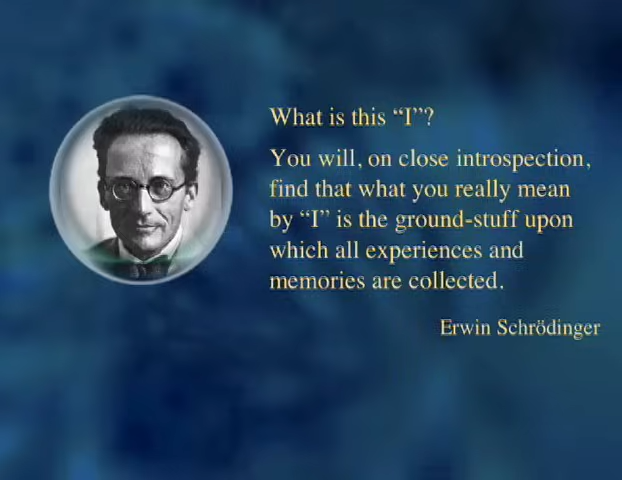 What is this “I”?
You will, on close introspection,
find that what you really mean
by “I” is the ground-stuff upon
which all experiences and
memories are collected.
Erwin Schrödinger